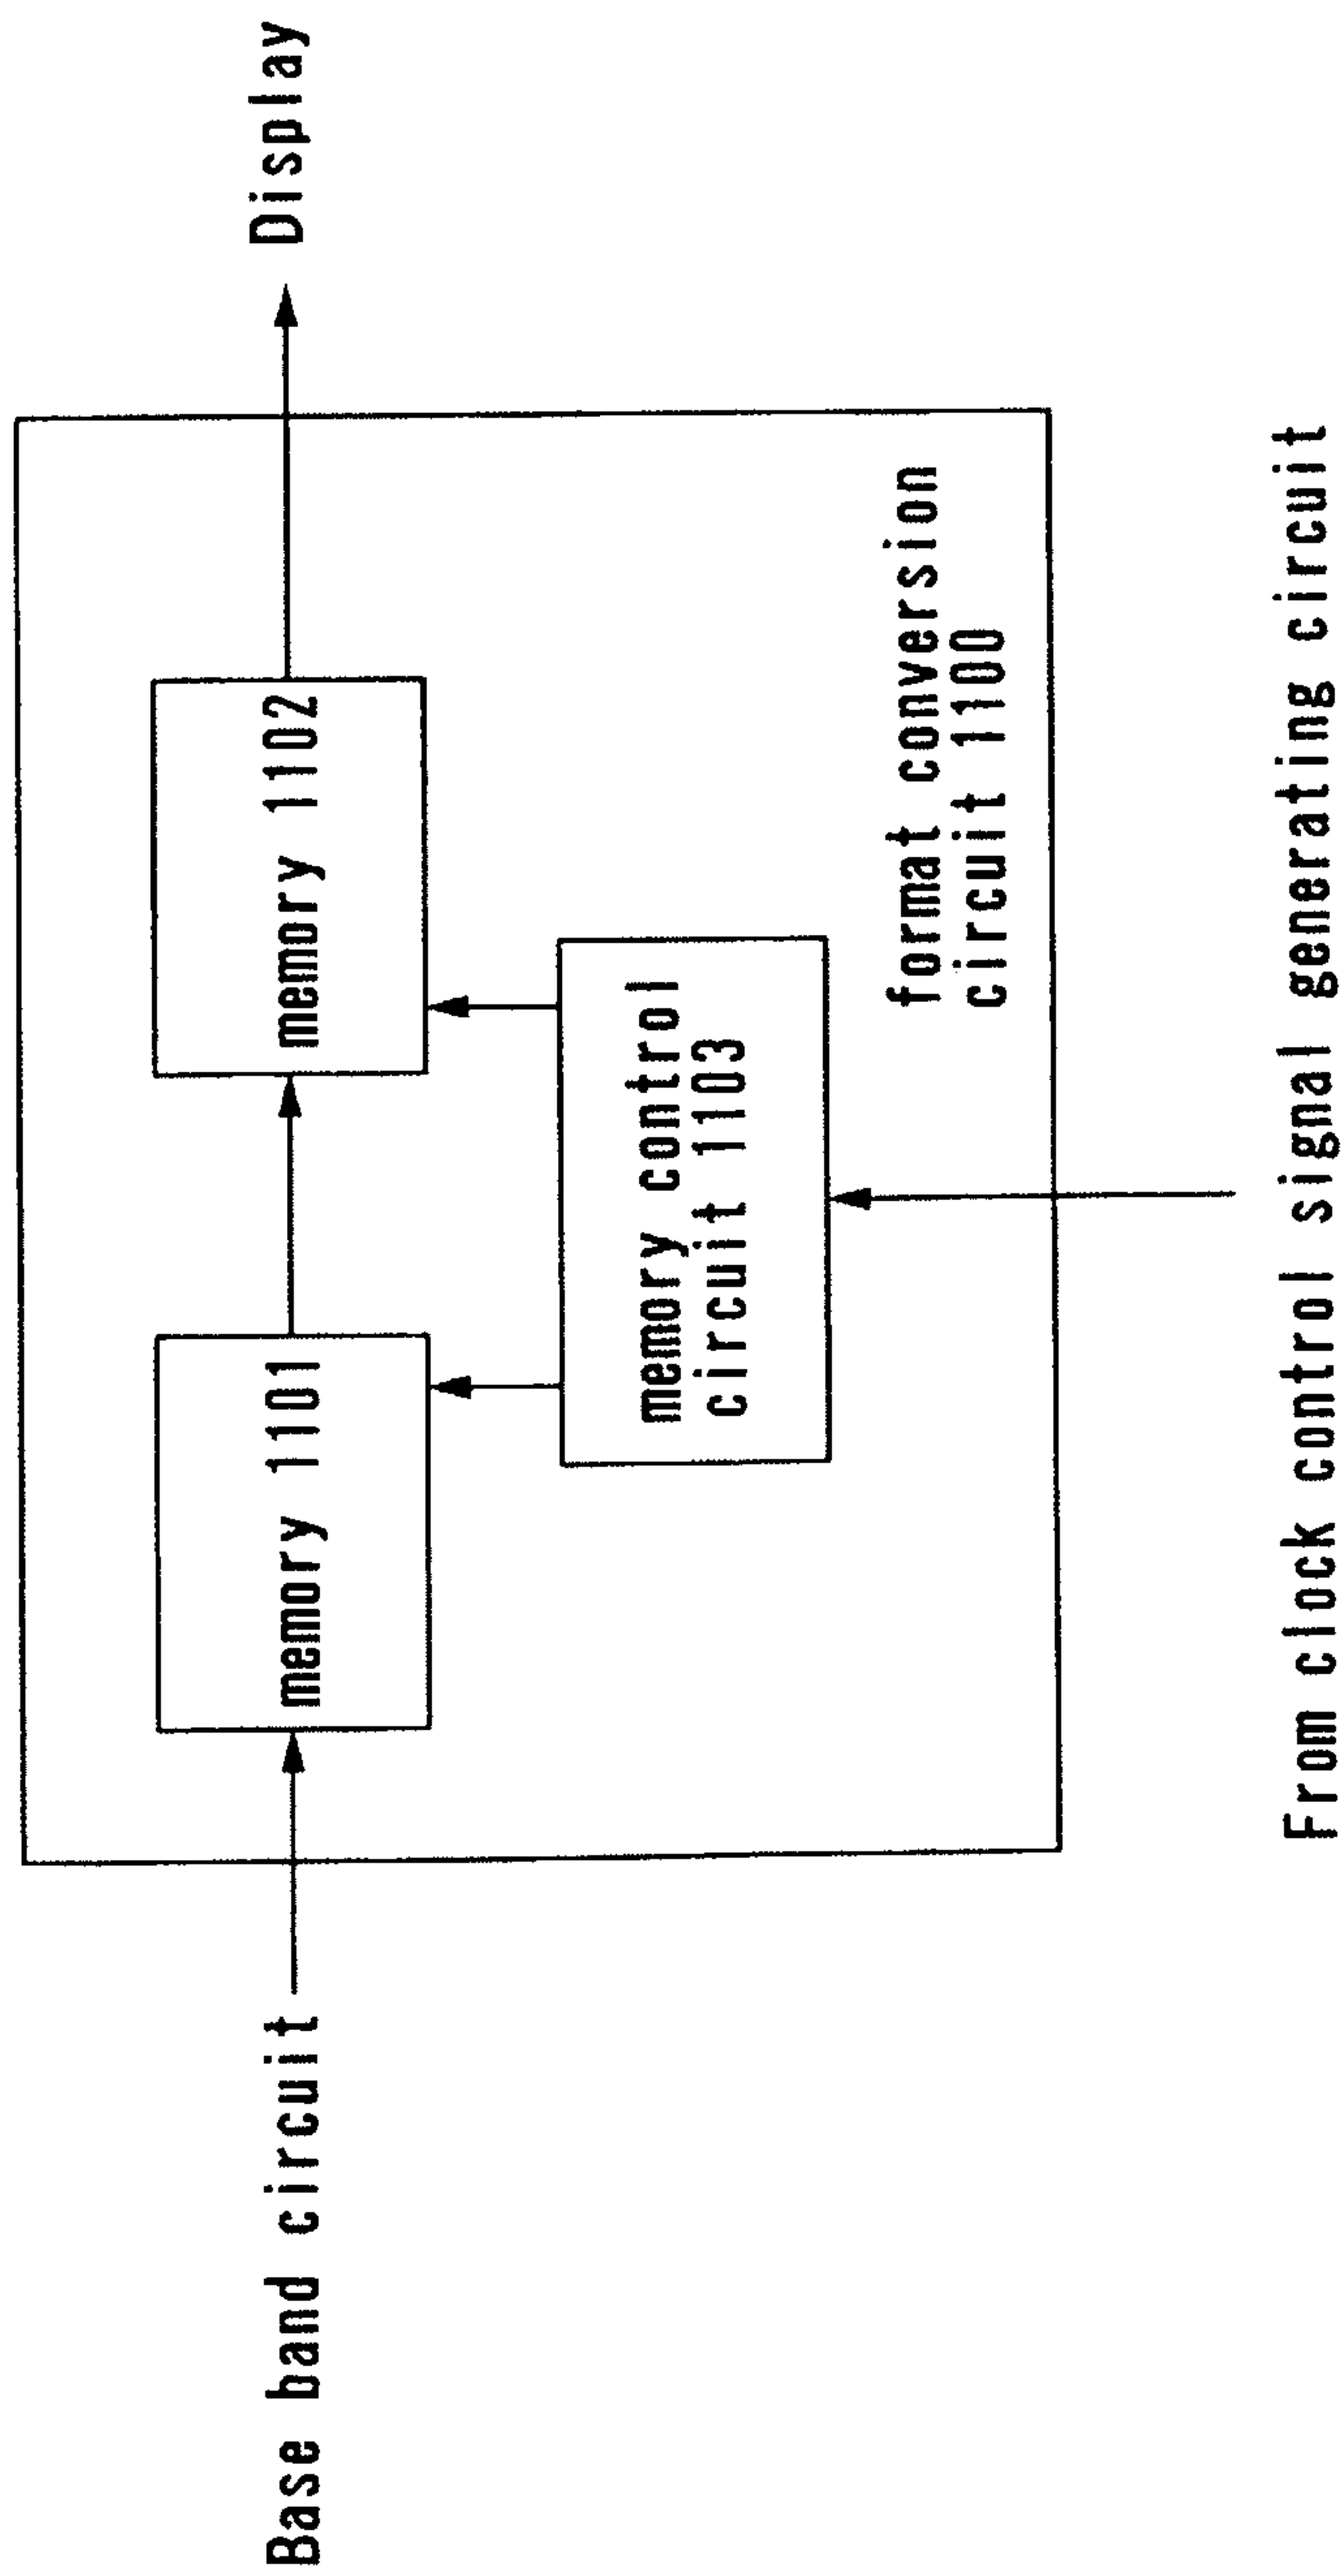 Base band circuit
memory 1101
memory 1102
Display
memory control
circuit 1103
format conversion
circuit 1100
From clock control signal generating circuit